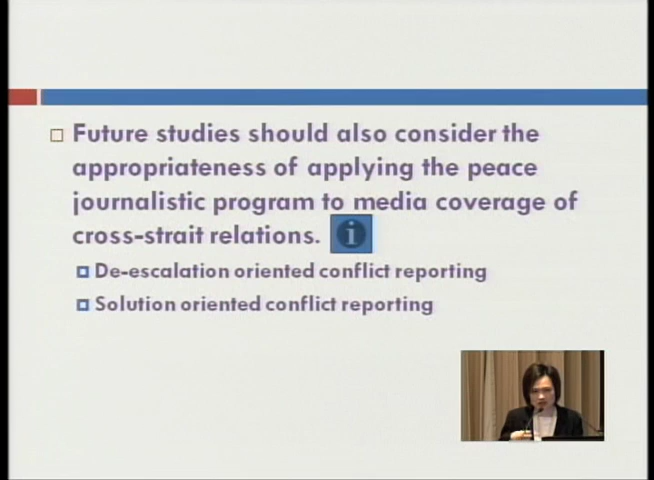 Future studies should also consider the
appropriateness of applying the peace
journalistic program to media coverage of
cross-strait relations. i
De-escalation oriented conflict reporting
Solution oriented conflict reporting